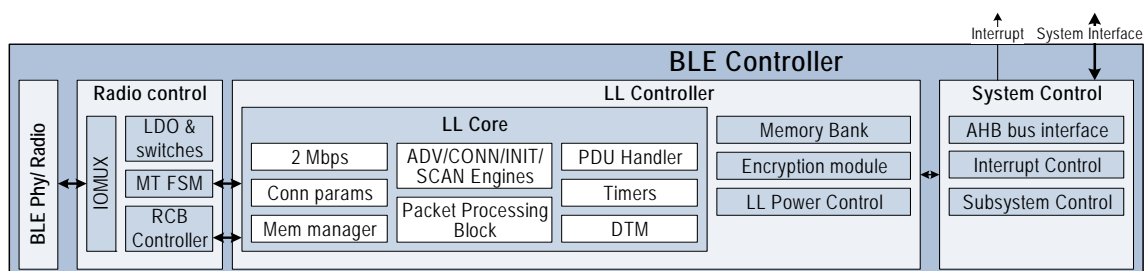 Interrupt System Interface
BLE Controller
BLE Phy/ Radio
Radio control
IOMUX
LDO &
switches
MT FSM
RCB
Controller
LL Controller
LL Core
2 Mbps
Conn params
Mem manager
ADV/CONN/INIT/
SCAN Engines
Packet Processing
Block
PDU Handler
Timers
DTM
Memory Bank
Encryption module
LL Power Control
System Control
AHB bus interface
Interrupt Control
Subsystem Control